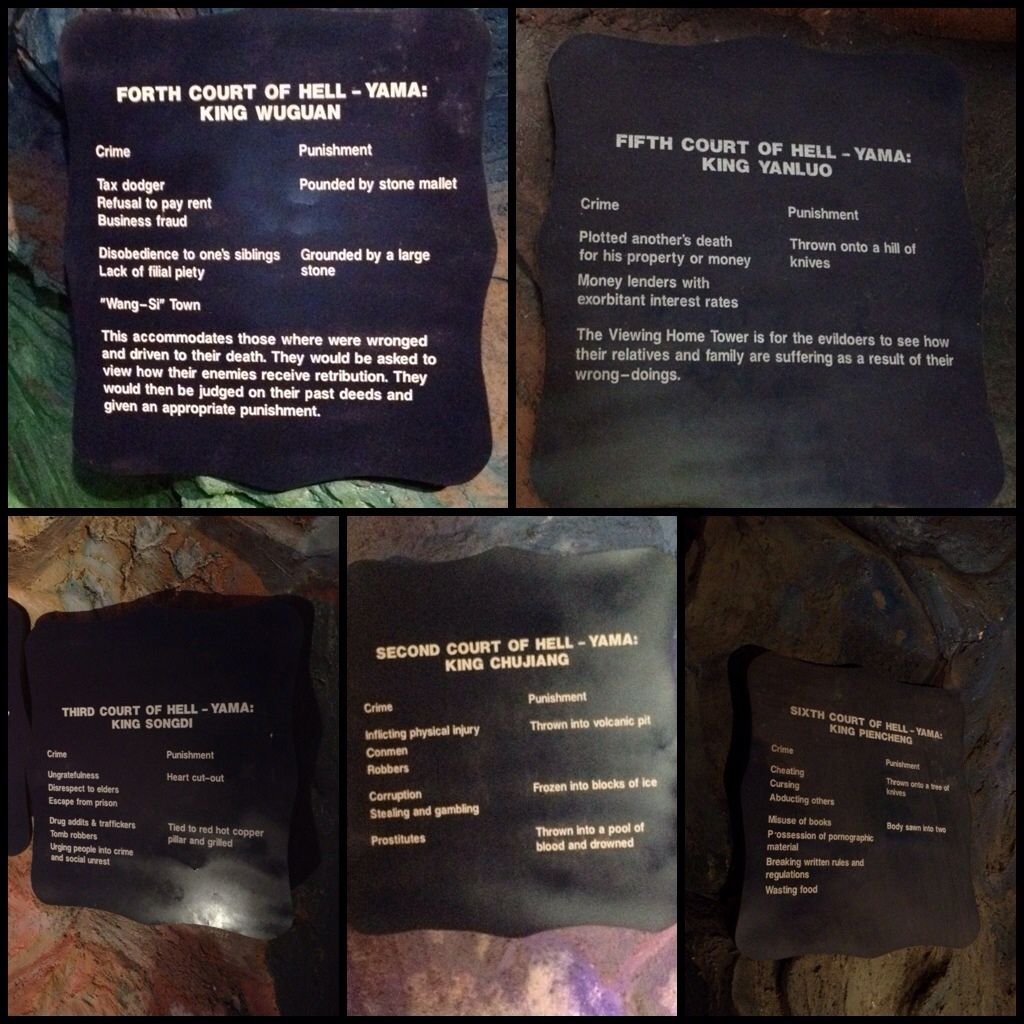 FORTH COURT OF HELL – YAMA:
KING WUGUAN
Crime Punishment
Tax dodger Pounded by stone mallet
Refusal to pay rent
Business fraud
Disobedience to one's siblings Grounded by a large
Lack of filial piety stone
"Wang–Si" Town
This accommodates those where were wronged
and driven to their death. They would be asked to
view how their enemies receive retribution. They
would then be judged on their past deeds and
given an appropriate punishment.
FIFTH COURT OF HELL – YAMA:
KING YANLUO
Crime Punishment
Plotted another's death Thrown onto a hill of
for his property or money knives
Money lenders with
exorbitant interest rates
The Viewing Home Tower is for the evildoers to see how
their relatives and family are suffering as a result of their
wrong–doings.
THIRD COURT OF HELL – YAMA:
KING SONGDI
Crime Punishment
Ungratefulness Heart cut–out
Disrespect to elders
Escape from prison
Drug addits & traffickers Tied to red hot copper
Tomb robbers pillar and grilled
Urging people into crime
and social unrest
SECOND COURT OF HELL – YAMA:
KING CHUJIANG
Crime Punishment
Inflicting physical injury Thrown into volcanic pit
Conmen
Robbers
Corruption Frozen into blocks of ice
Stealing and gambling
Prostitutes Thrown into a pool of
blood and drowned
SIXTH COURT OF HELL – YAMA:
KING PIENCHENG
Crime Punishment
Cheating Thrown onto a tree of
Cursing knives
Abducting others
Misuse of books Body sawn into two
Possession of pornographic
material
Breaking written rules and
regulations
Wasting food